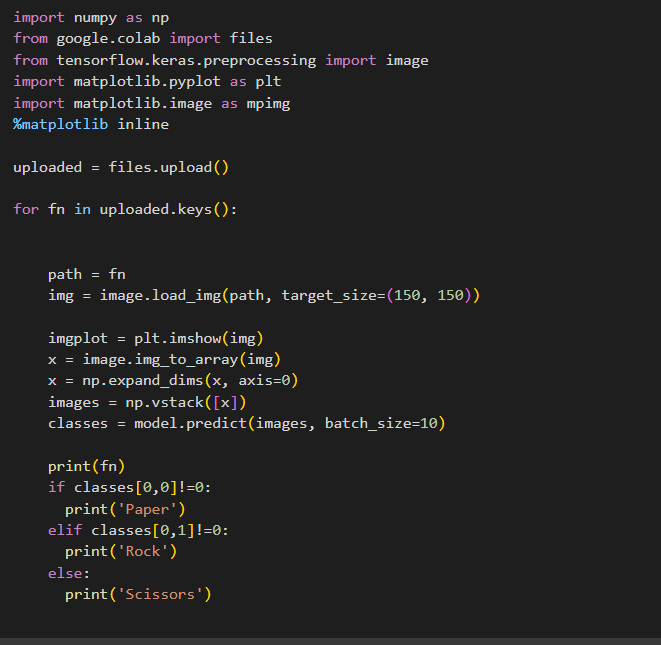 import numpy as np
from google.colab import files
from tensorflow.keras.preprocessing import image
import matplotlib.pyplot as plt
import matplotlib.image as mpimg
%matplotlib inline

uploaded = files.upload()

for fn in uploaded.keys():


    path = fn
    img = image.load_img(path, target_size=(150, 150))

    imgplot = plt.imshow(img)
    x = image.img_to_array(img)
    x = np.expand_dims(x, axis=0)
    images = np.vstack([x])
    classes = model.predict(images, batch_size=10)

    print(fn)
    if classes[0,0]!=0:
      print('Paper')
    elif classes[0,1]!=0:
      print('Rock')
    else:
      print('Scissors')